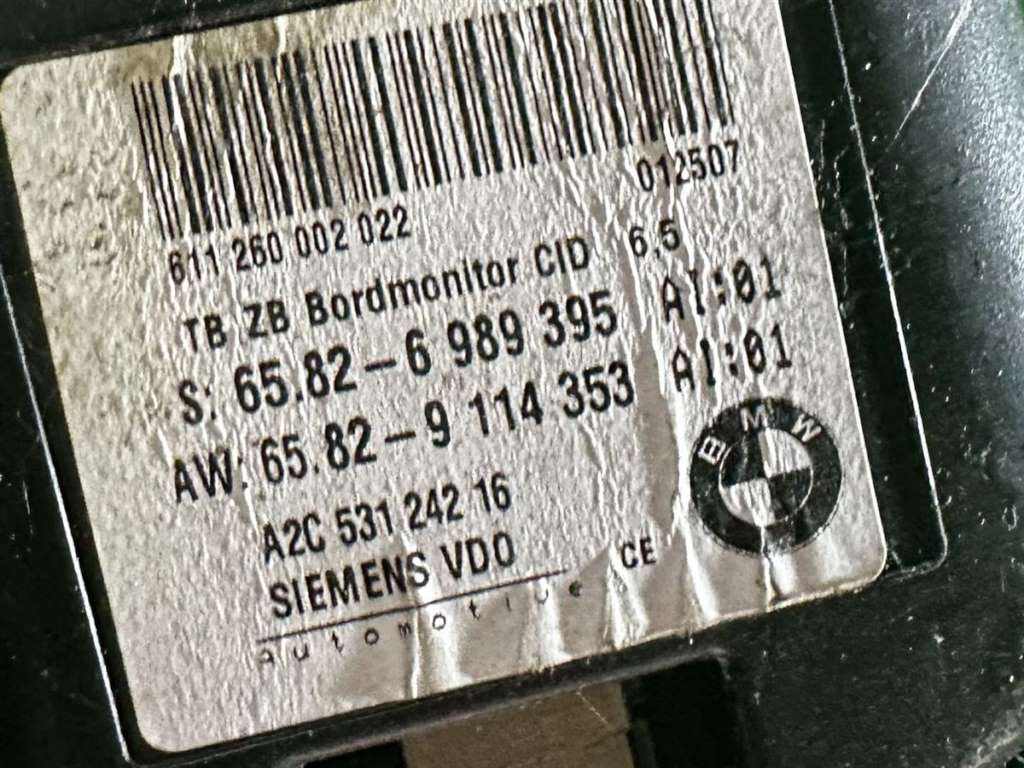 611 260 002 022 012507
TB ZB Bordmonitor CID 6,5
S: 65.82-6 989 395 AI:01
AW: 65.82-9 114 353 AI:01
A2C 531 242 16
SIEMENS VDO
automotive
CE
BMW